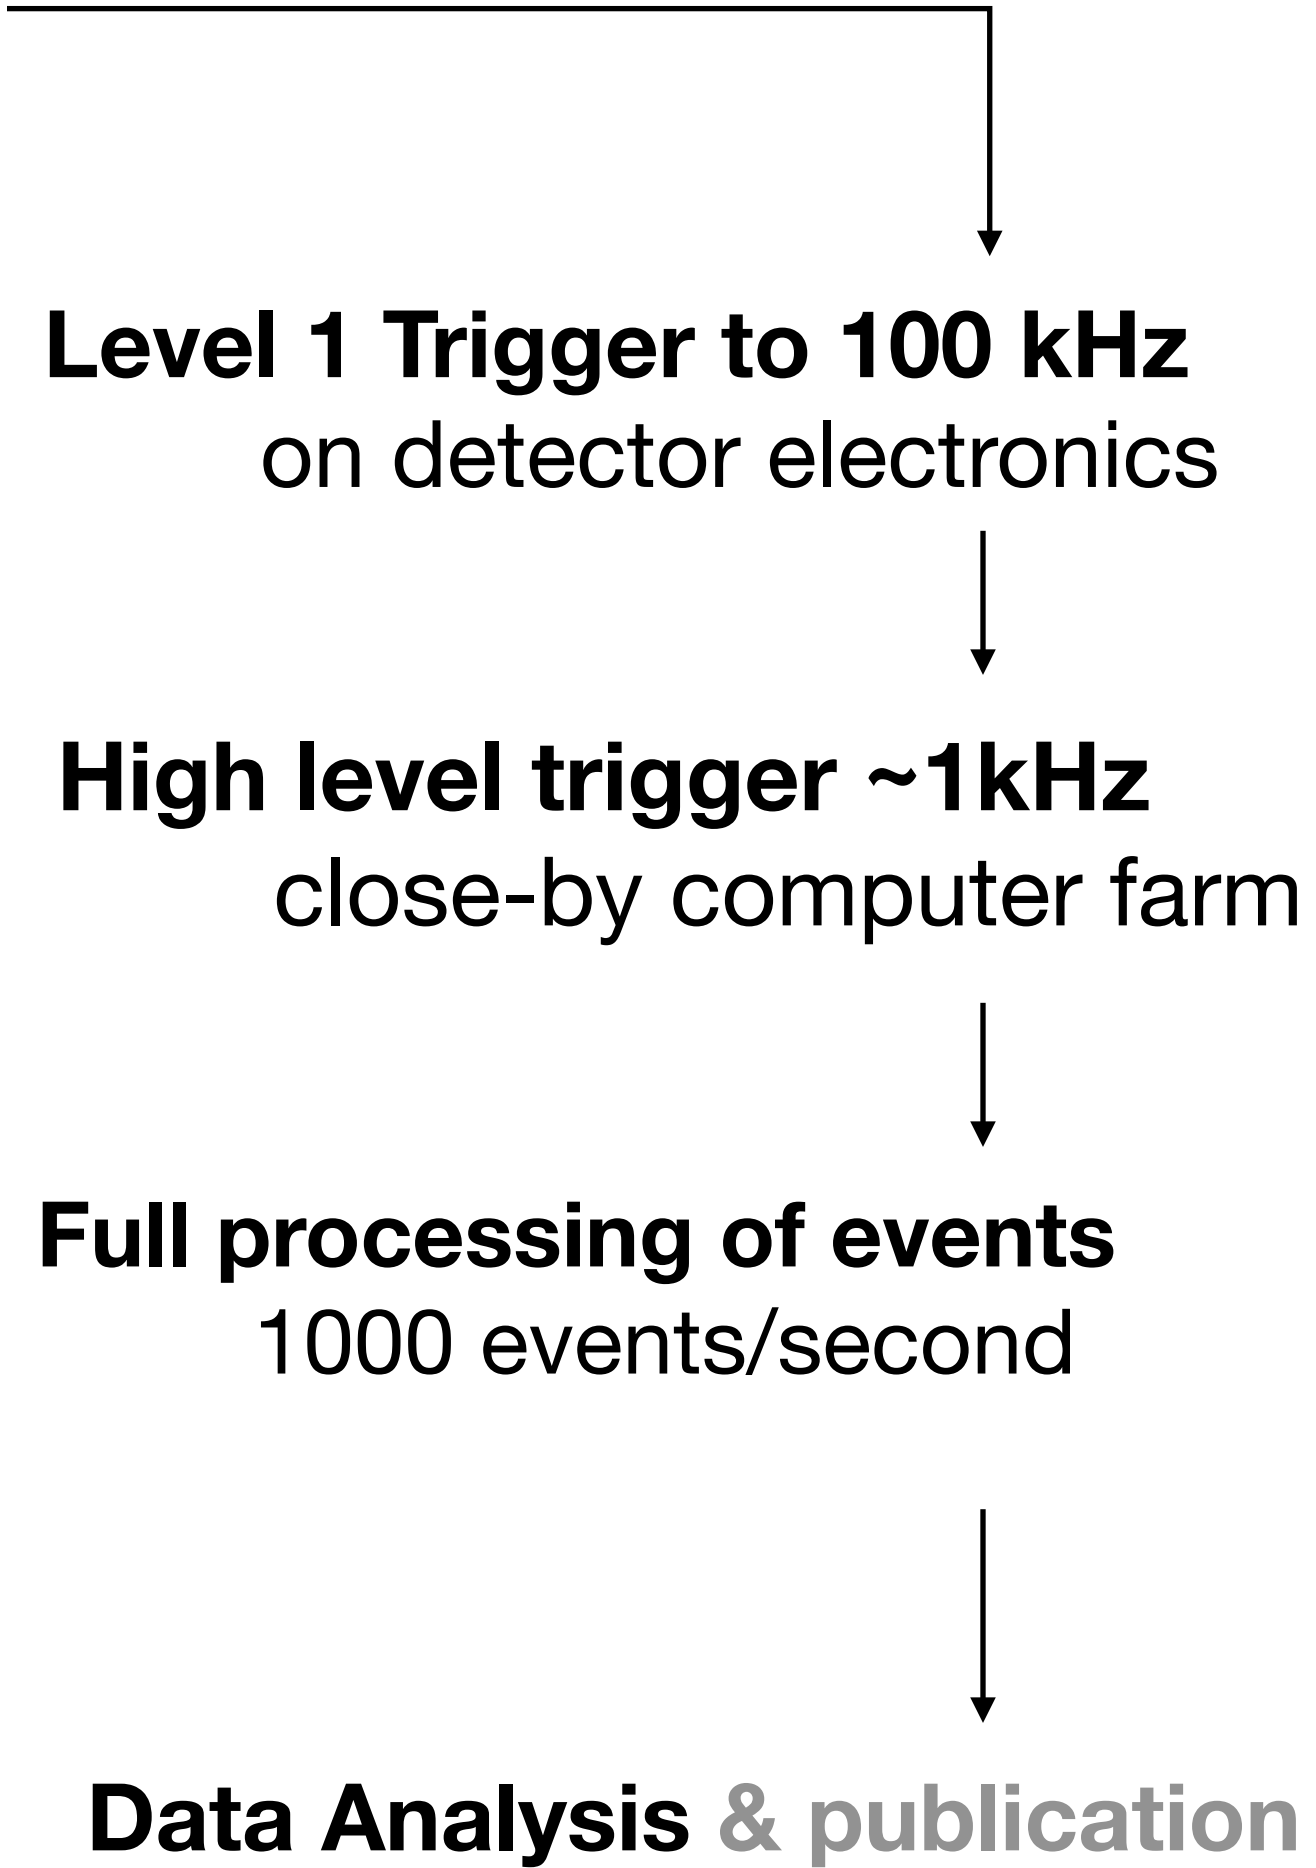 Level 1 Trigger to 100 kHz
on detector electronics
High level trigger ~1kHz
close-by computer farm
Full processing of events
1000 events/second
Data Analysis & publication